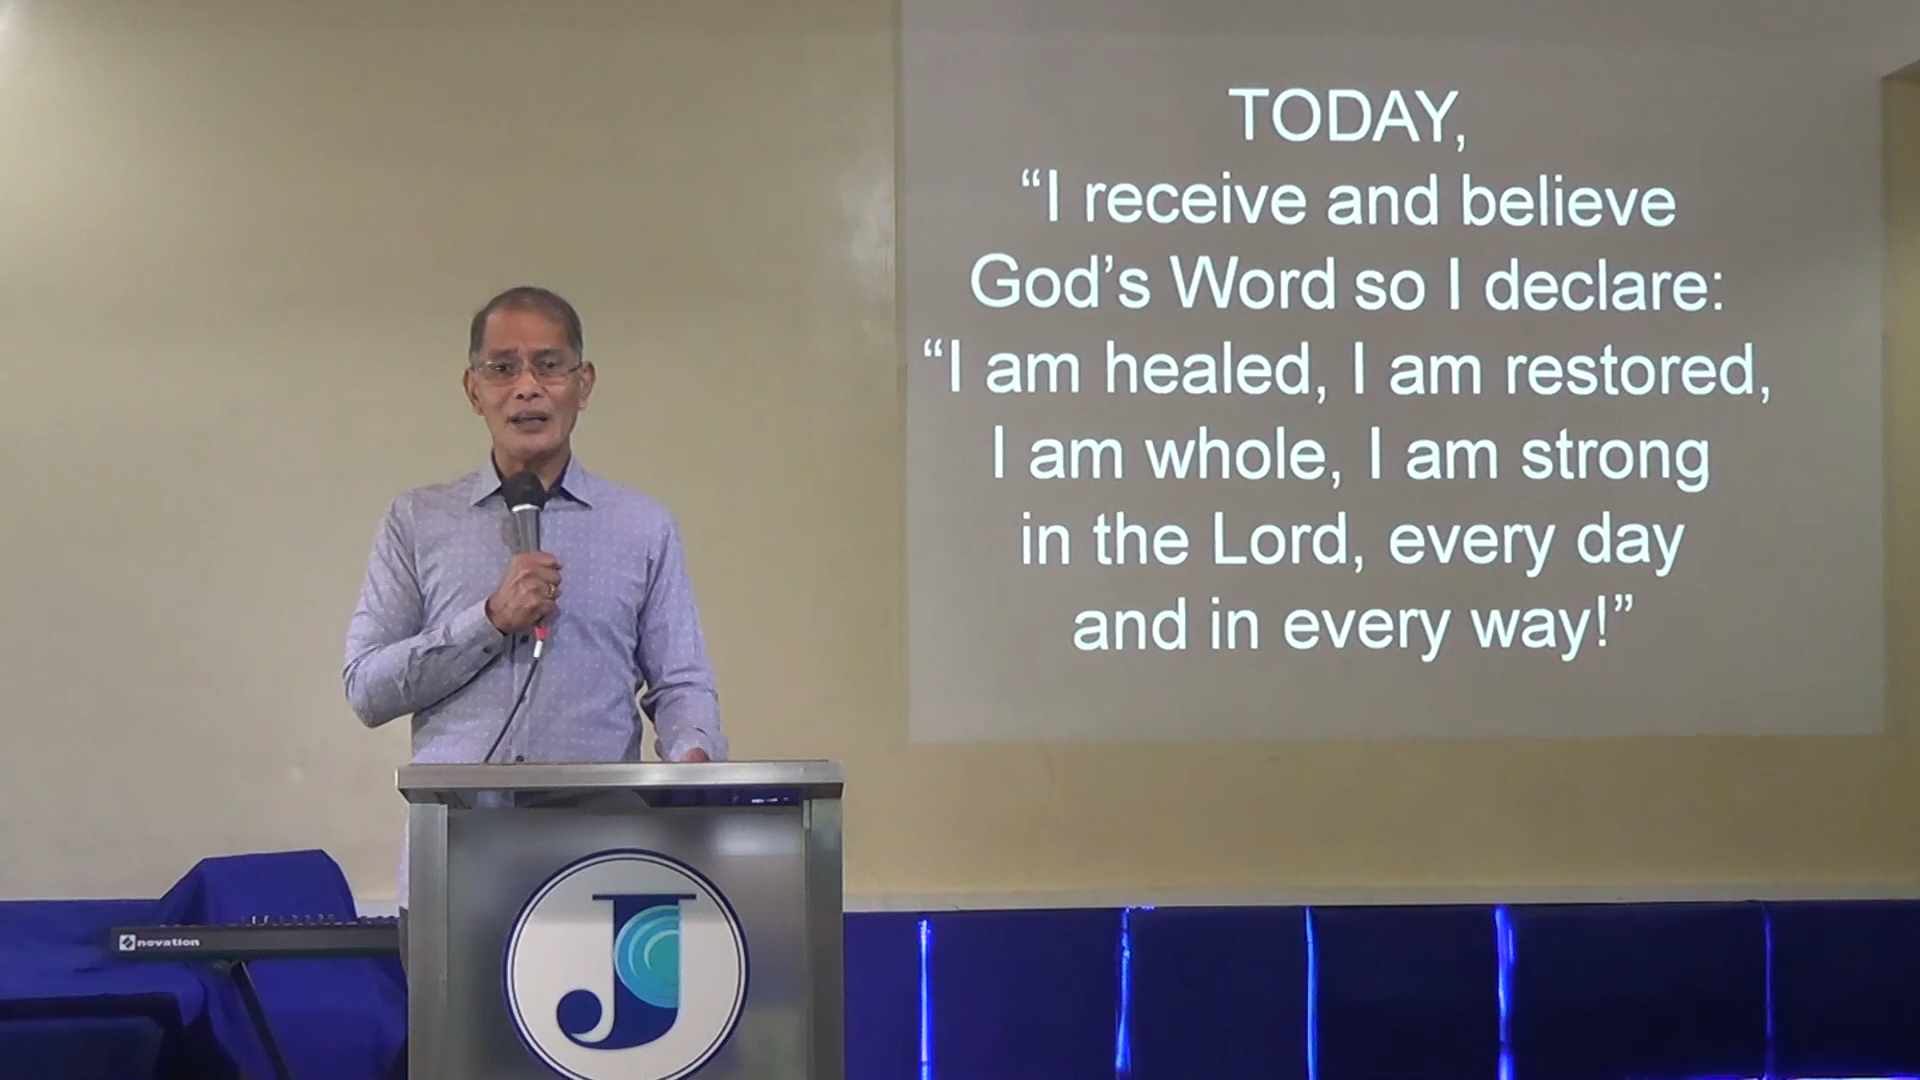 TODAY,
“I receive and believe
God’s Word so I declare:
“I am healed, I am restored,
I am whole, I am strong
in the Lord, every day
and in every way!”
novation
J